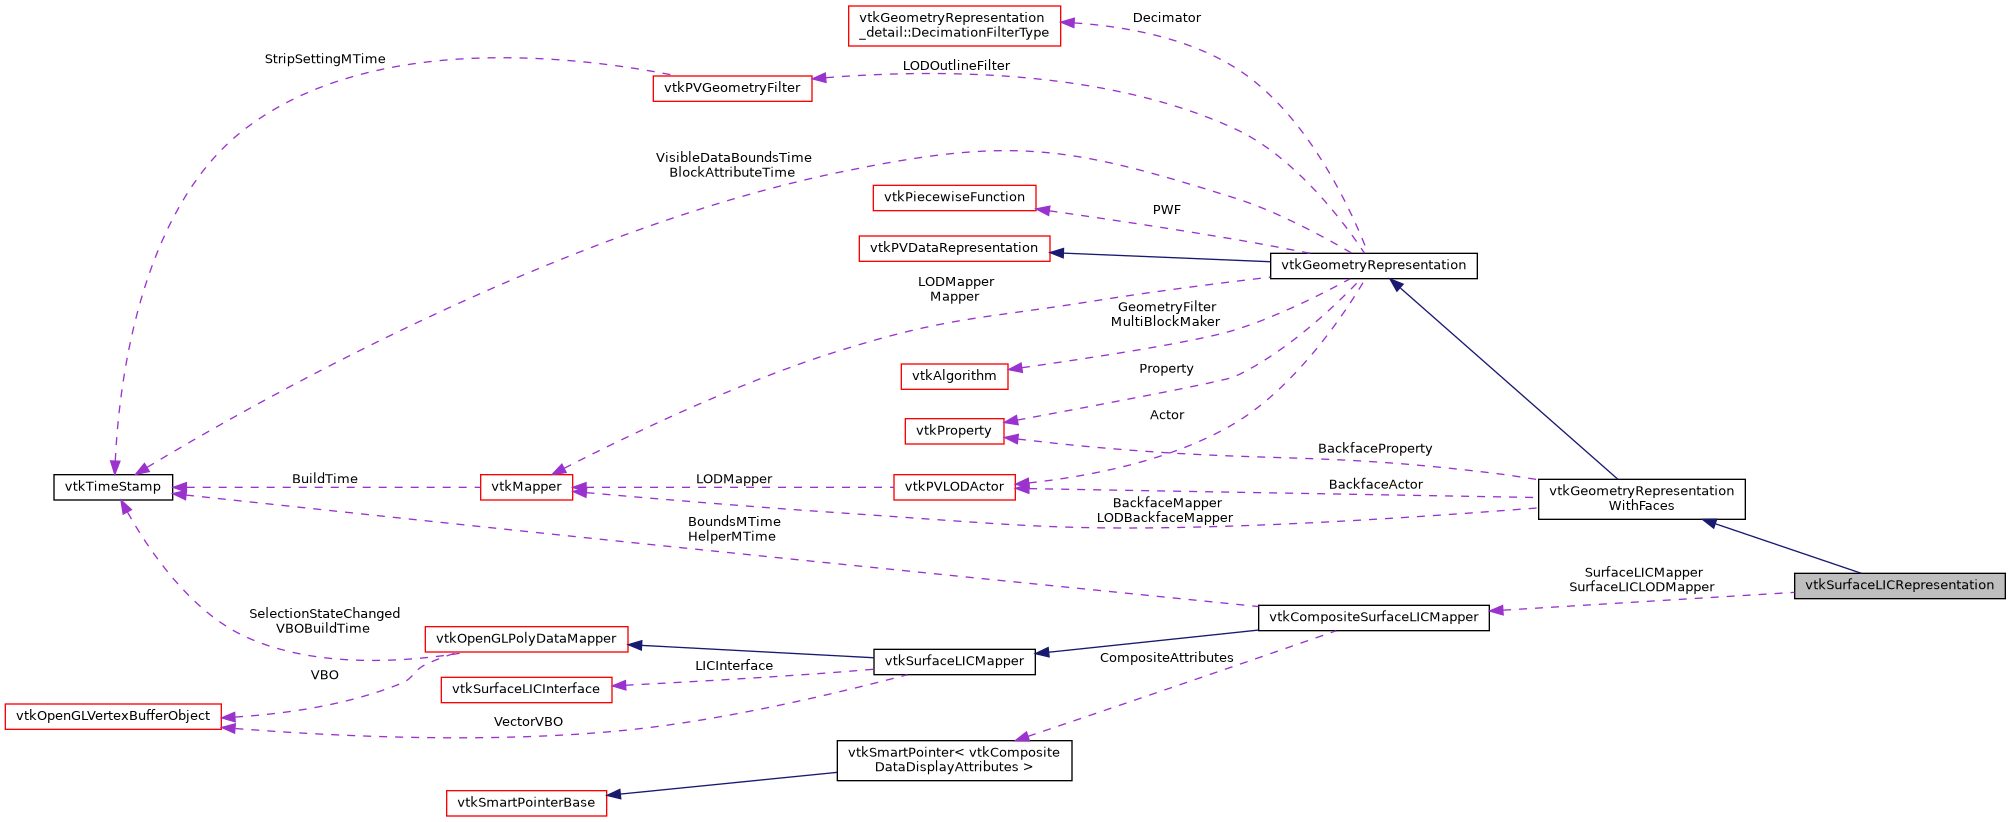 vtkGeometryRepresentation
_detail::DecimationFilterType
Decimator
StripSettingMTime
LODOutlineFilter
vtkPVGeometryFilter
VisibleDataBoundsTime
BlockAttributeTime
vtkPiecewiseFunction
PWF
vtkPVDataRepresentation
vtkGeometryRepresentation
LODMapper
Mapper
GeometryFilter
MultiBlockMaker
vtkAlgorithm
Property
Actor
vtkProperty
BackfaceProperty
vtkTimeStamp
BuildTime
vtkMapper
LODMapper
vtkPVLODActor
BackfaceActor
vtkGeometryRepresentation
WithFaces
BackfaceMapper
LODBackfaceMapper
BoundsMTime
HelperMTime
SurfaceLICMapper
SurfaceLICLODMapper
vtkSurfaceLICRepresentation
SelectionStateChanged
VBOBuildTime
vtkOpenGLPolyDataMapper
vtkCompositeSurfaceLICMapper
vtkSurfaceLICMapper
CompositeAttributes
LICInterface
VBO
vtkSurfaceLICInterface
vtkOpenGLVertexBufferObject
VectorVBO
vtkSmartPointer< vtkComposite
DataDisplayAttributes >
vtkSmartPointerBase